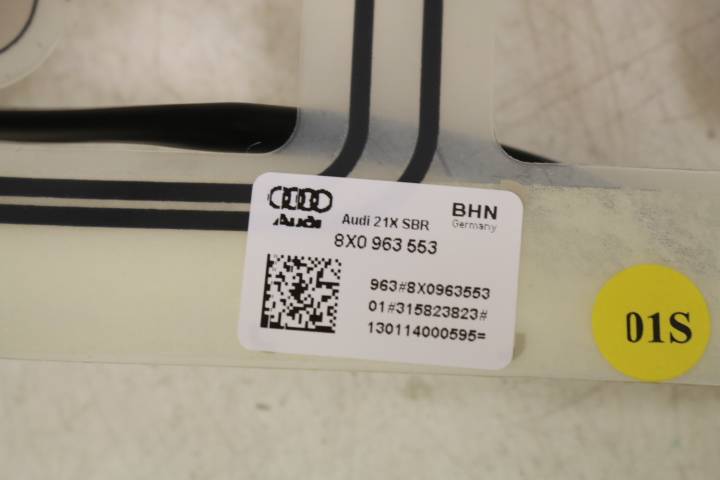 Audi
Audi 21X SBR
BHN
Germany
8X0 963 553
963#8X0963553
01#315823823#
130114000595=
01S